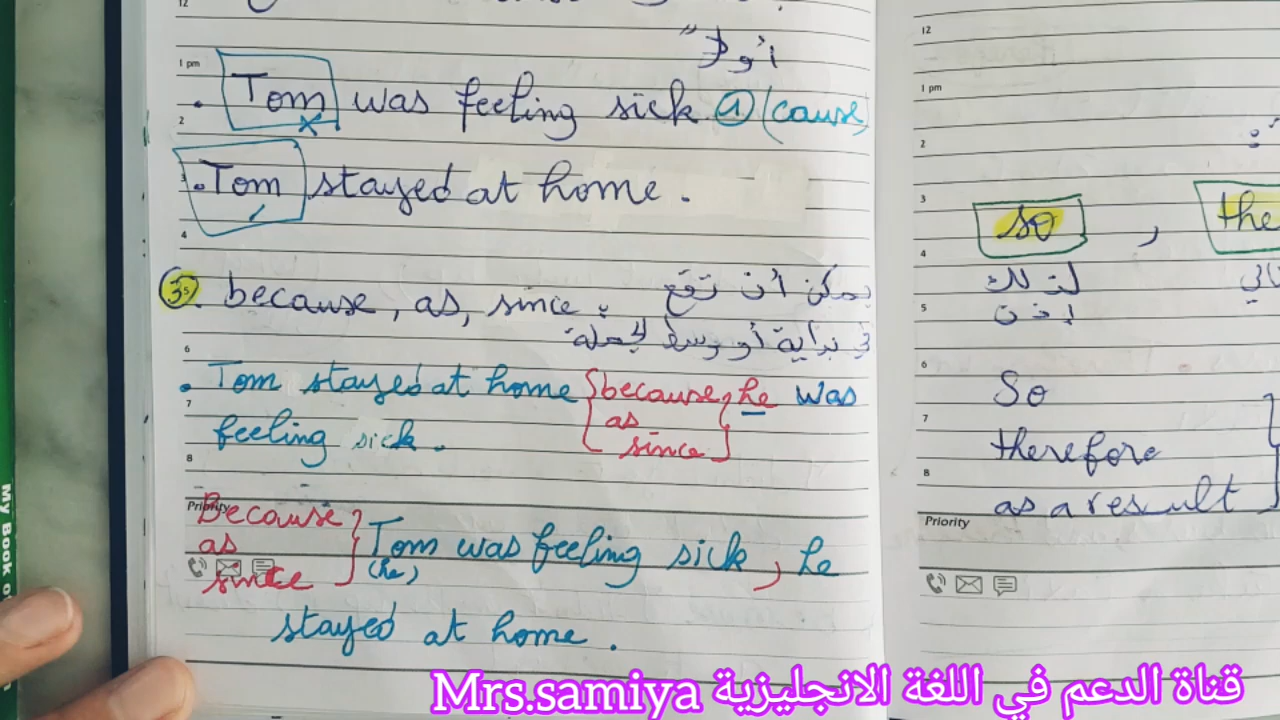 أولا"
. Tom was feeling sick ① (cause)
.Tom stayed at home.
③. because, as, since : يمكن أن تقع
في بداية أو وسط الجملة
. Tom stayed at home {because, as, since} he was
feeling sick.
Because
as
since
} Tom was feeling sick, he
(he)
stayed at home.
so ,
لذلك
إذن
So
therefore
as a result
Priority
Priority
12
1 pm
2
3
4
5
6
7
8
12
1 pm
2
3
4
5
6
7
8
My Book o
قناة الدعم في اللغة الانجليزية Mrs.samiya